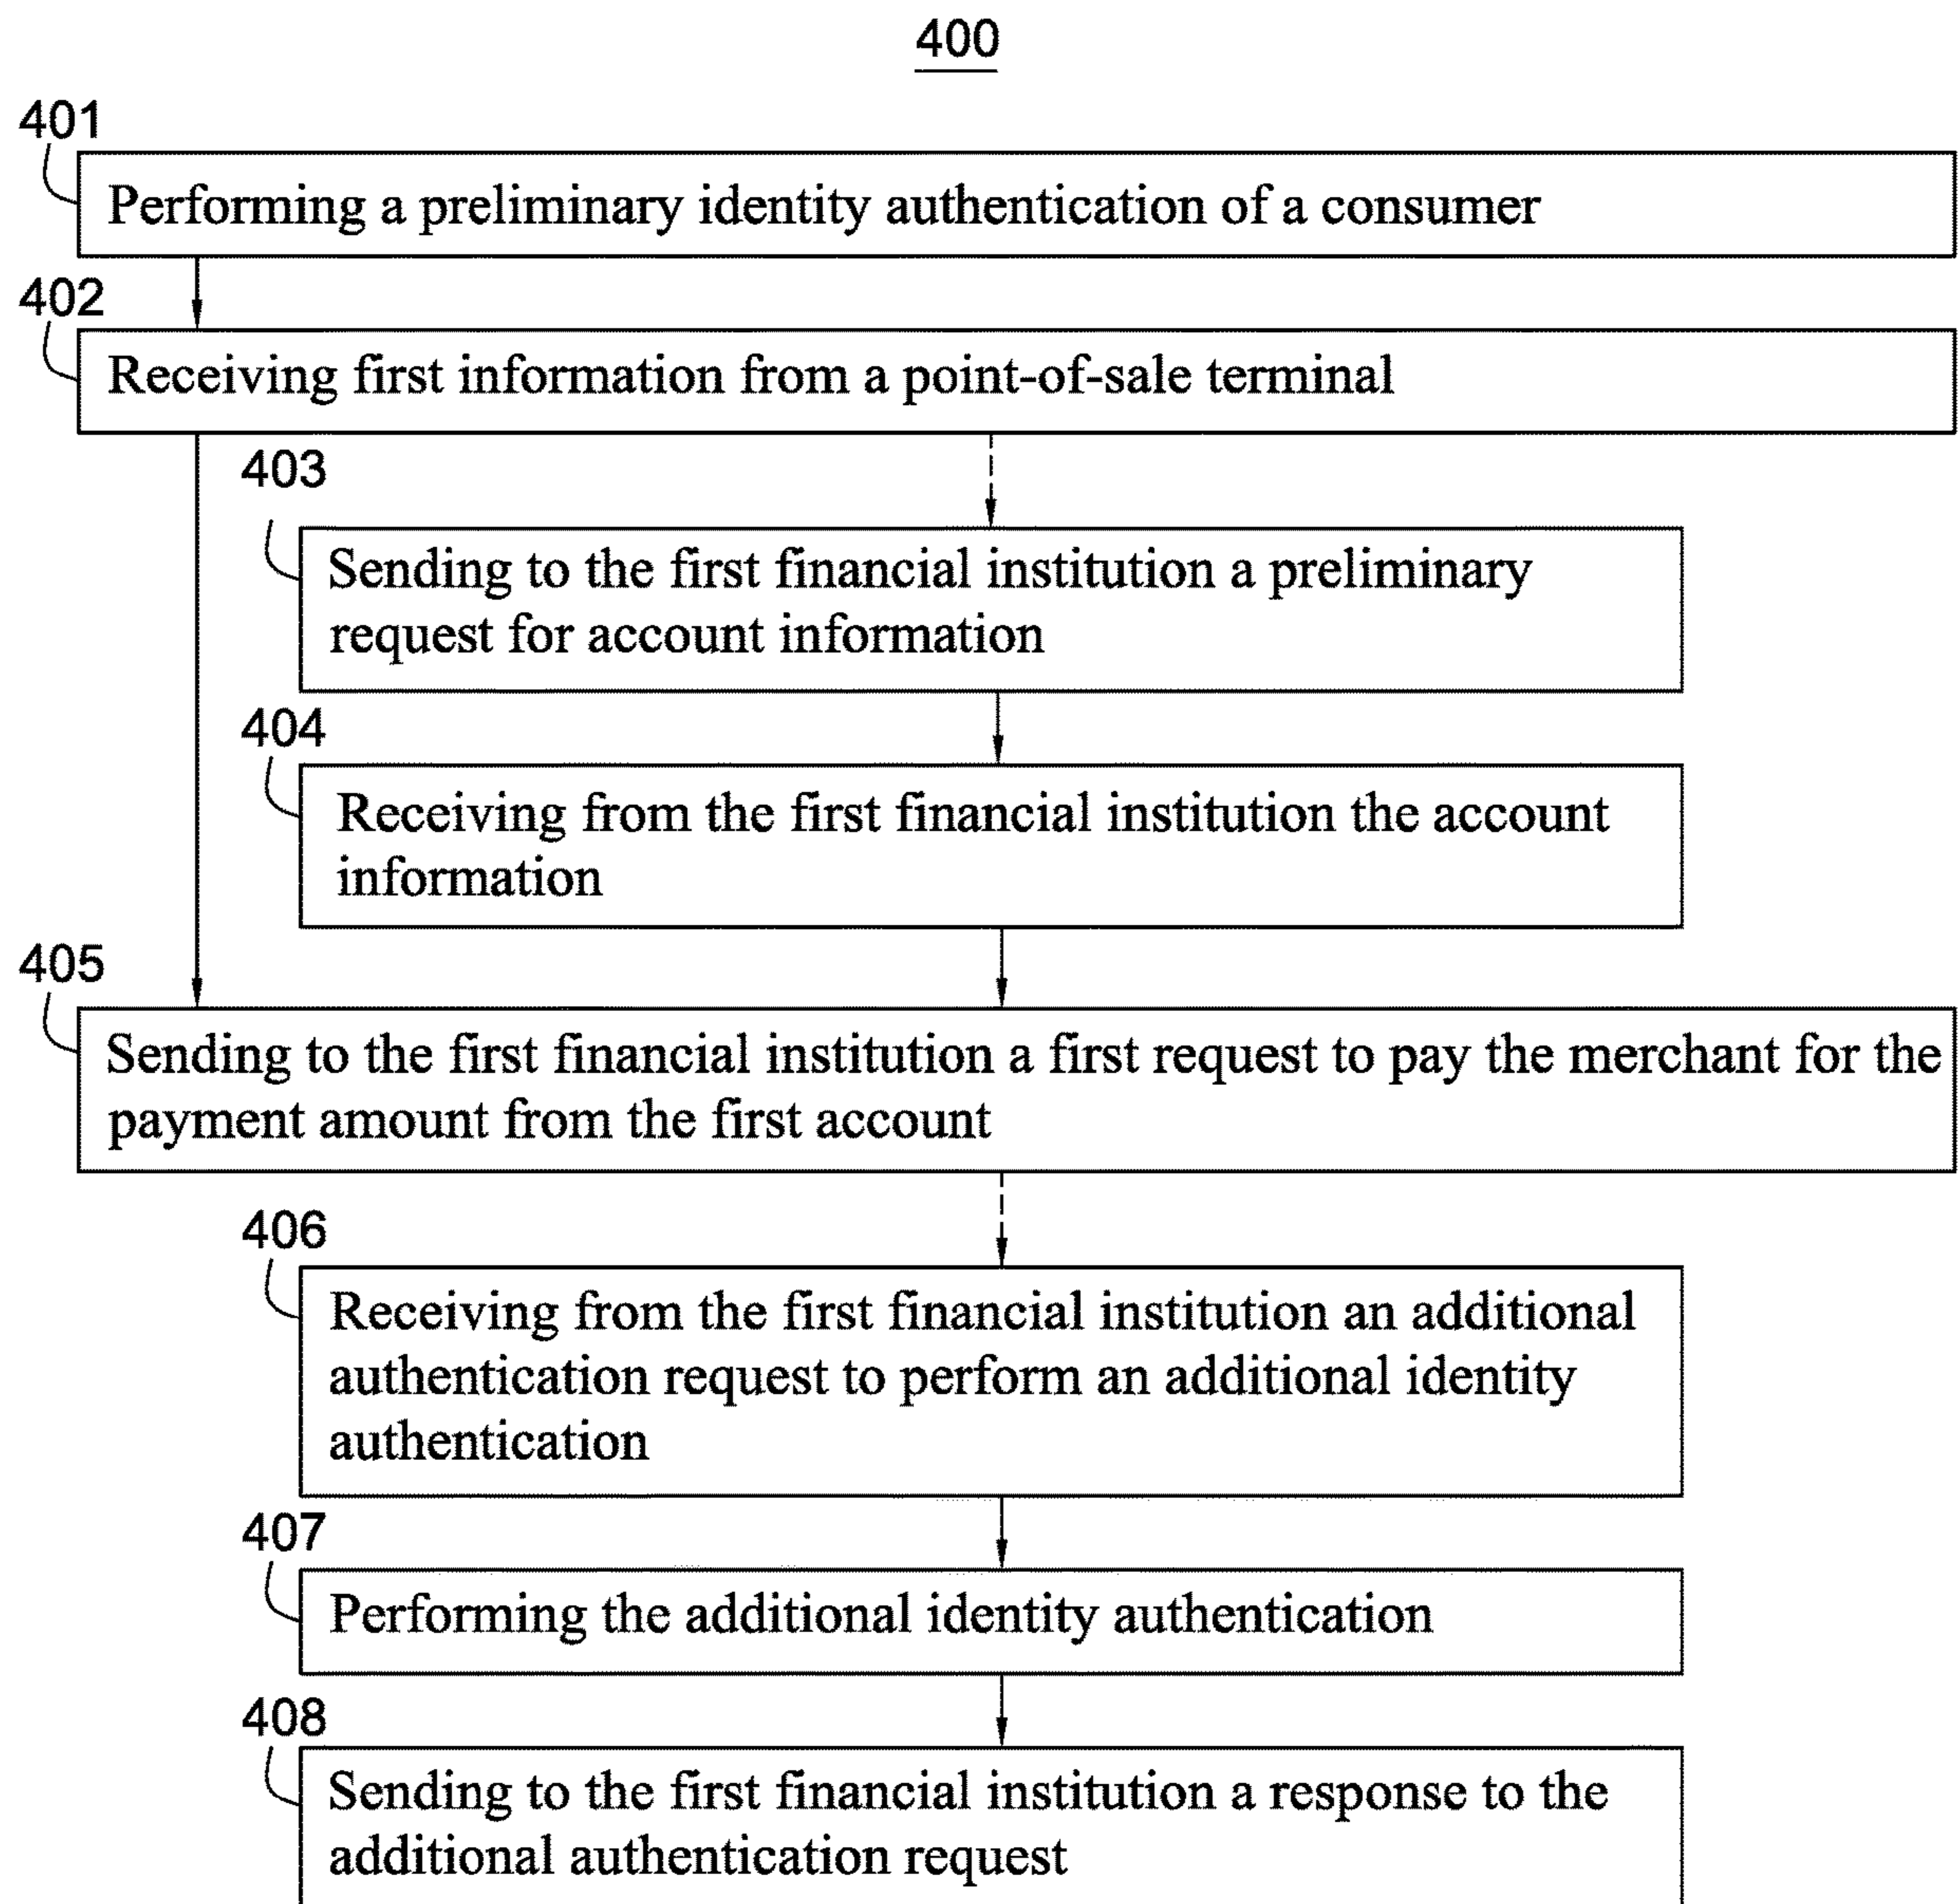 400
401
Performing a preliminary identity authentication of a consumer
402
Receiving first information from a point-of-sale terminal
403
Sending to the first financial institution a preliminary
request for account information
404
Receiving from the first financial institution the account
information
405
Sending to the first financial institution a first request to pay the merchant for the
payment amount from the first account
406
Receiving from the first financial institution an additional
authentication request to perform an additional identity
authentication
407
Performing the additional identity authentication
408
Sending to the first financial institution a response to the
additional authentication request